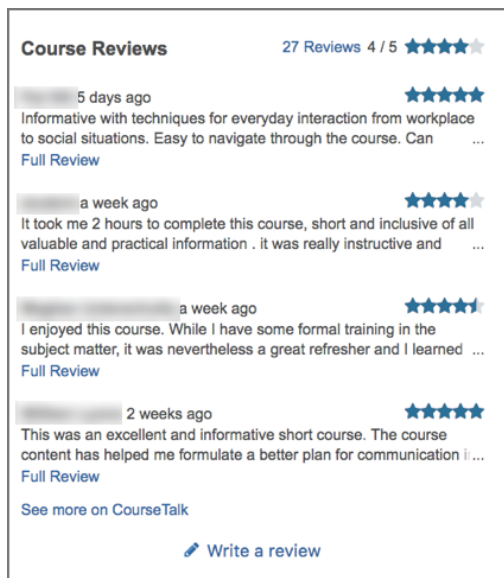 Course Reviews 27 Reviews 4 / 5
5 days ago
Informative with techniques for everyday interaction from workplace
to social situations. Easy to navigate through the course. Can ...
Full Review
a week ago
It took me 2 hours to complete this course, short and inclusive of all
valuable and practical information . it was really instructive and ...
Full Review
a week ago
I enjoyed this course. While I have some formal training in the
subject matter, it was nevertheless a great refresher and I learned ...
Full Review
2 weeks ago
This was an excellent and informative short course. The course
content has helped me formulate a better plan for communication ...
Full Review
See more on CourseTalk
Write a review